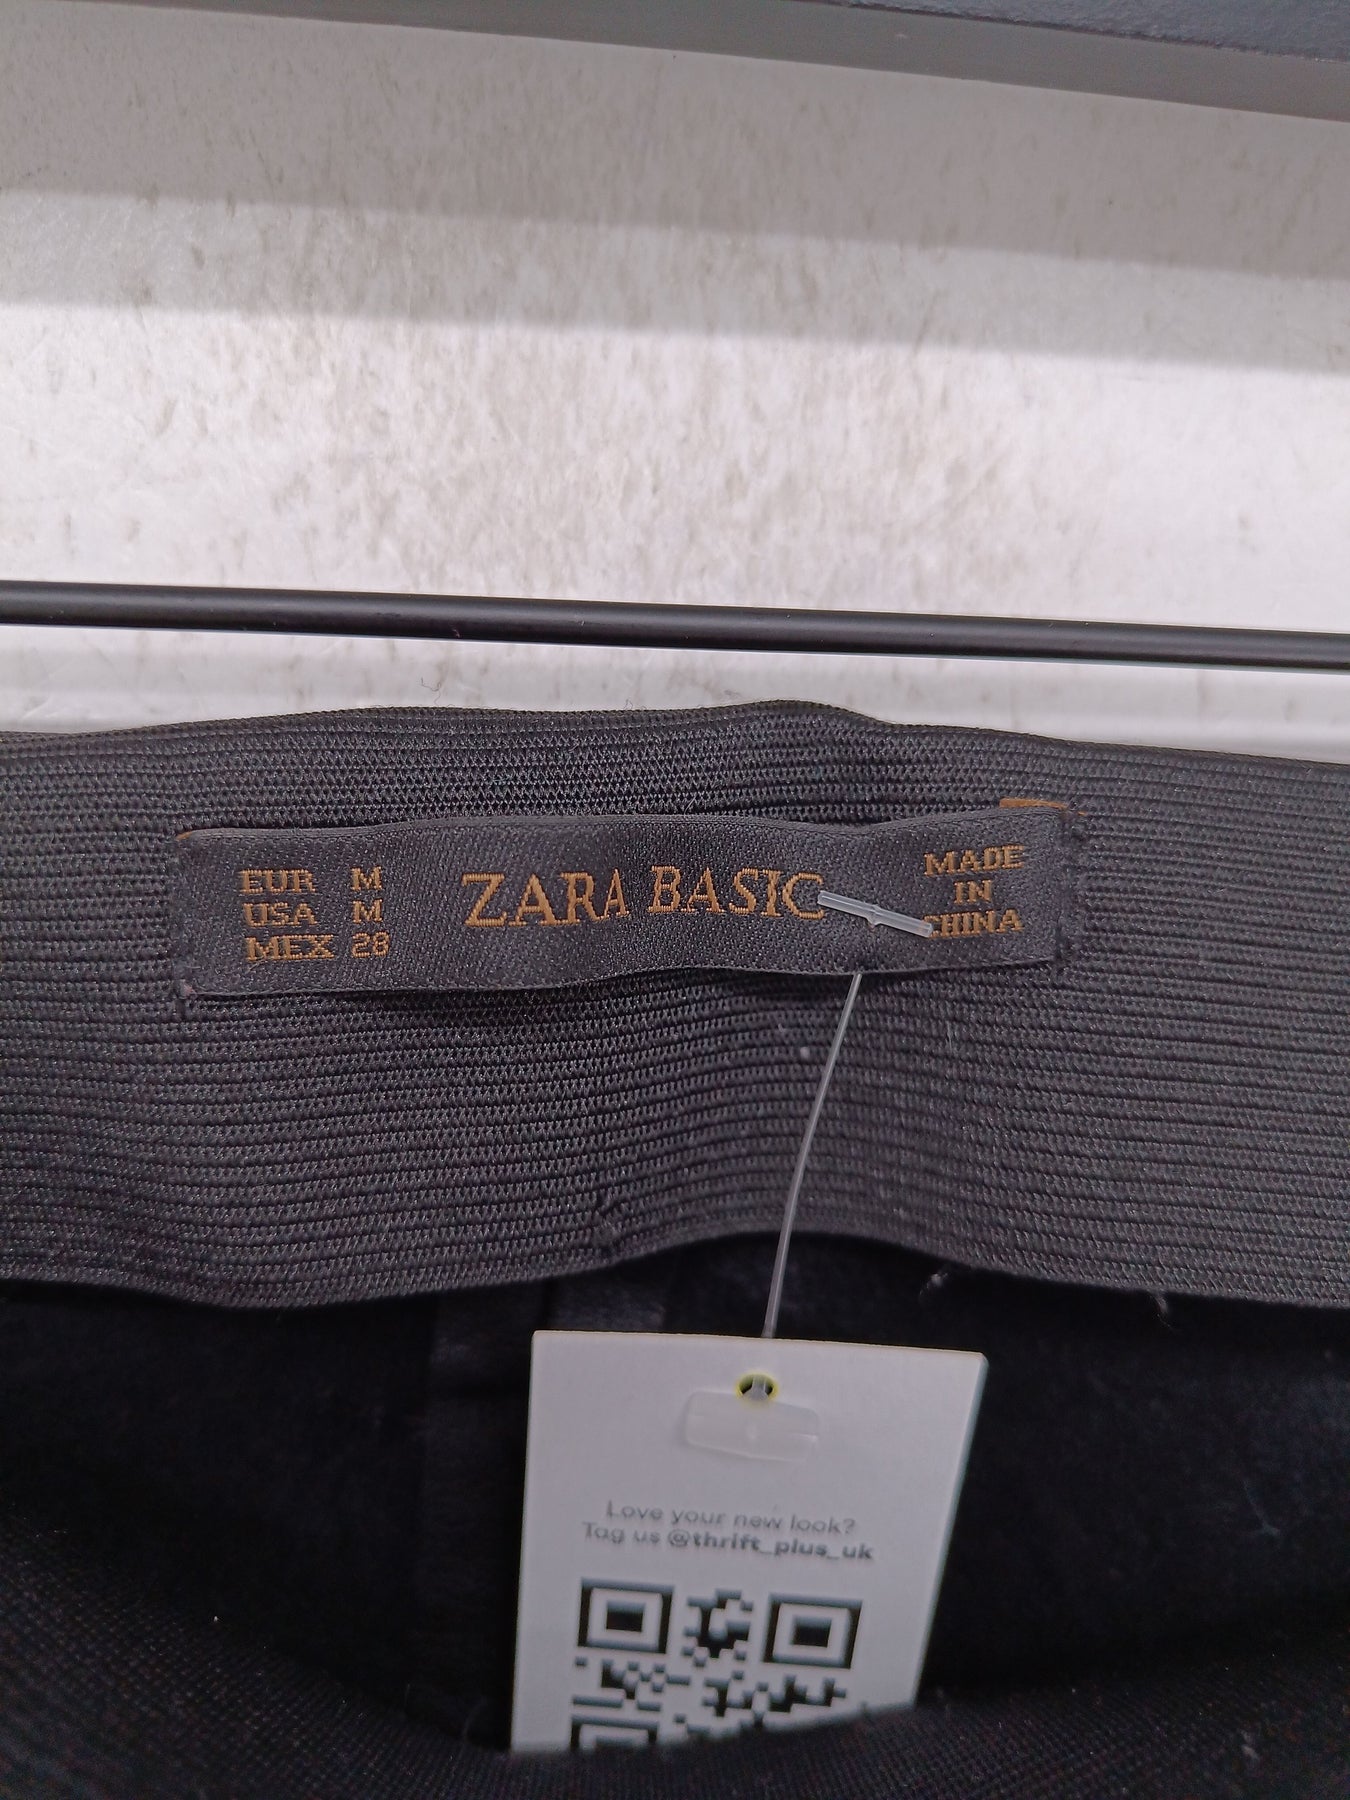 EUR M
USA M
MEX 28
ZARA BASIC
MADE
IN
CHINA
Love your new look?
Tag us @thrift_plus_uk